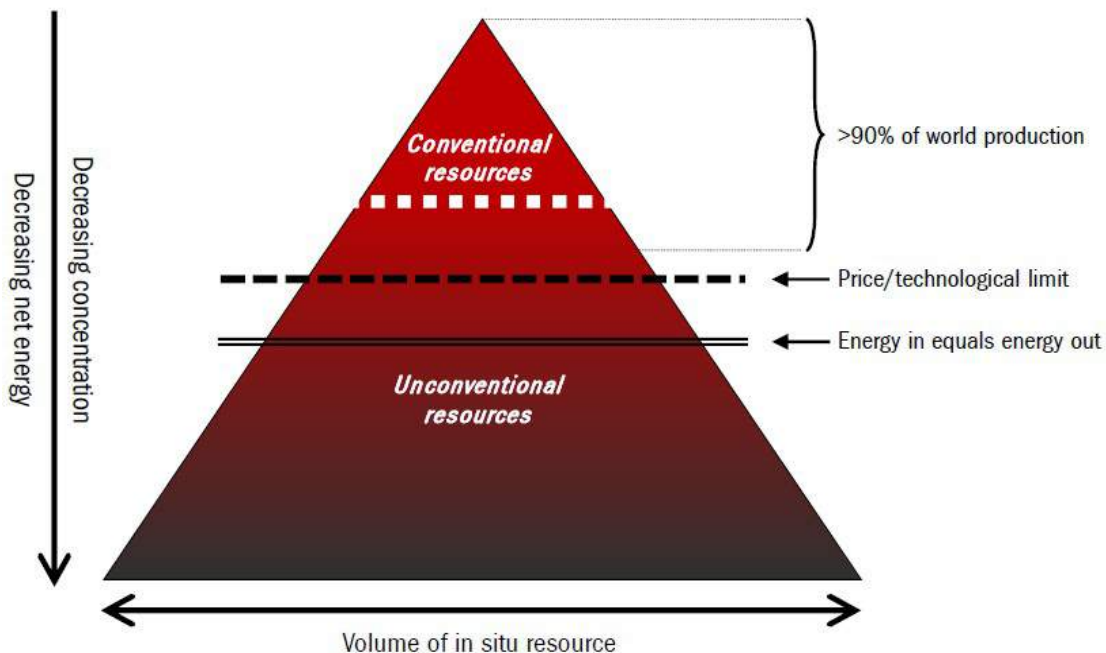 Decreasing net energy
Decreasing concentration
Conventional
resources
>90% of world production
Price/technological limit
Energy in equals energy out
Unconventional
resources
Volume of in situ resource